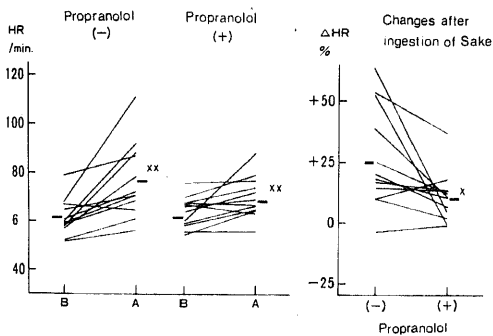 HR
/min.
Propranolol
(−)
Propranolol
(+)
120
100
80
6
40
B
A
B
A
xx
xx
ΔHR
%
Changes after
ingestion of Sake
+50
+25
0
−25
x
(−)
(+)
Propranolol